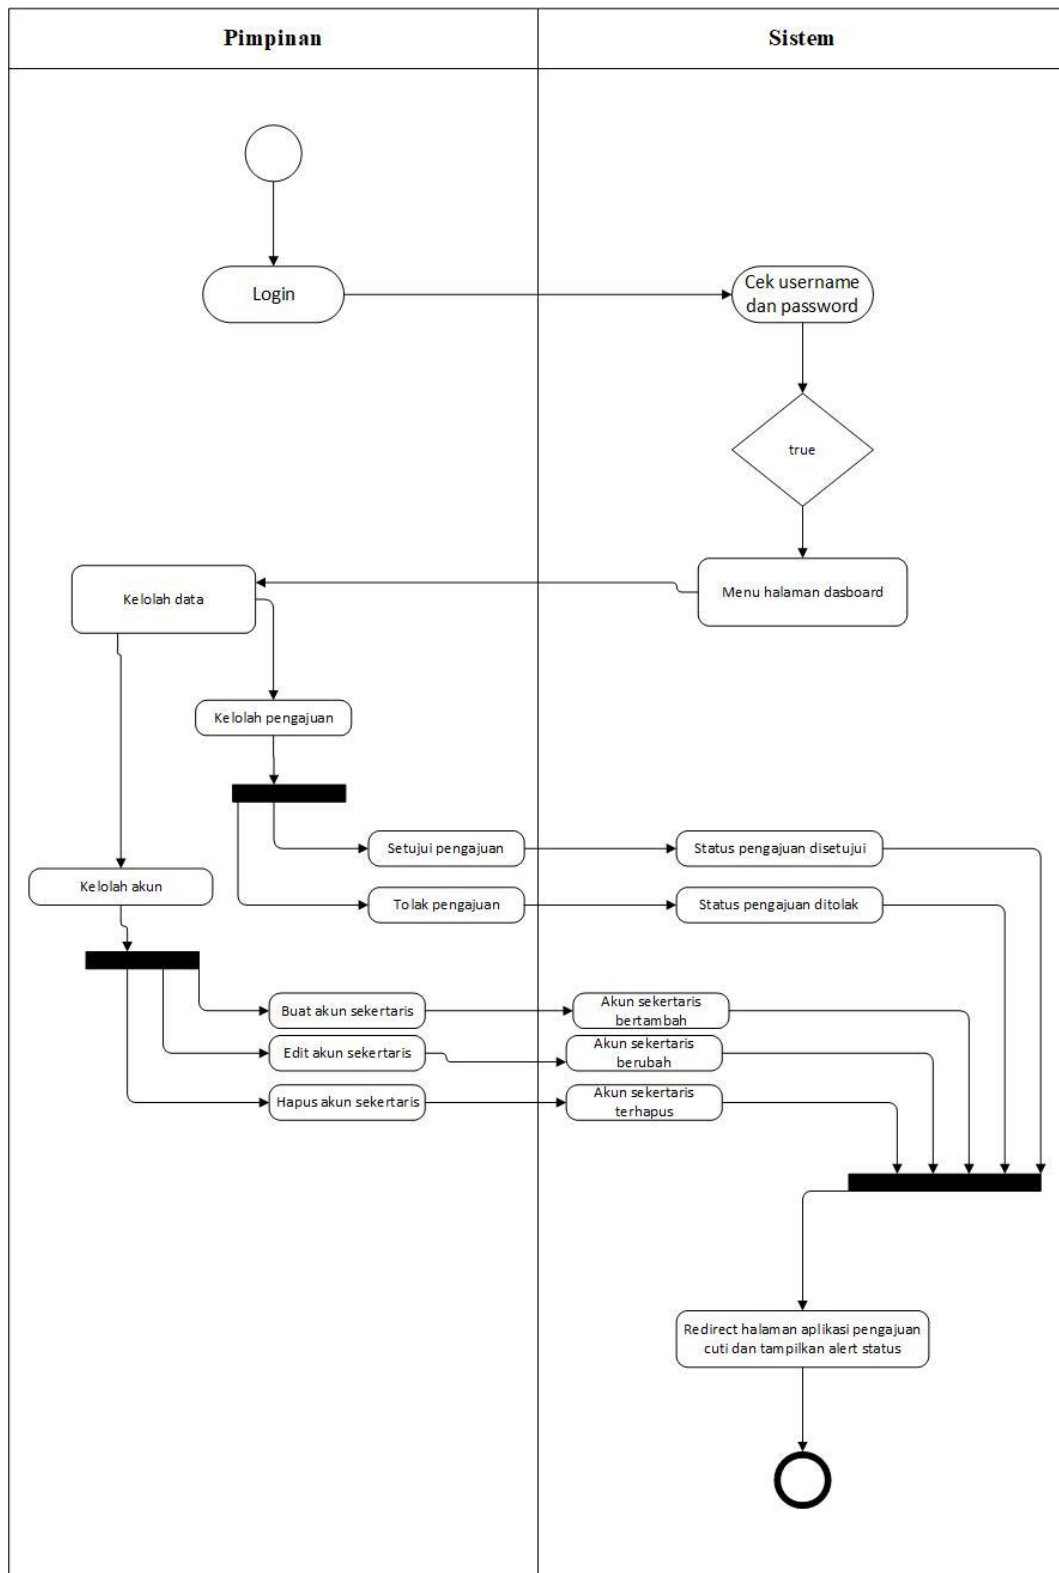 Pimpinan
Sistem
Login
Cek username
dan password
true
Menu halaman dasboard
Kelolah data
Kelolah pengajuan
Setujui pengajuan
Status pengajuan disetujui
Kelolah akun
Tolak pengajuan
Status pengajuan ditolak
Buat akun sekertaris
Akun sekertaris
bertambah
Edit akun sekertaris
Akun sekertaris
berubah
Hapus akun sekertaris
Akun sekertaris
terhapus
Redirect halaman aplikasi pengajuan
cuti dan tampilkan alert status